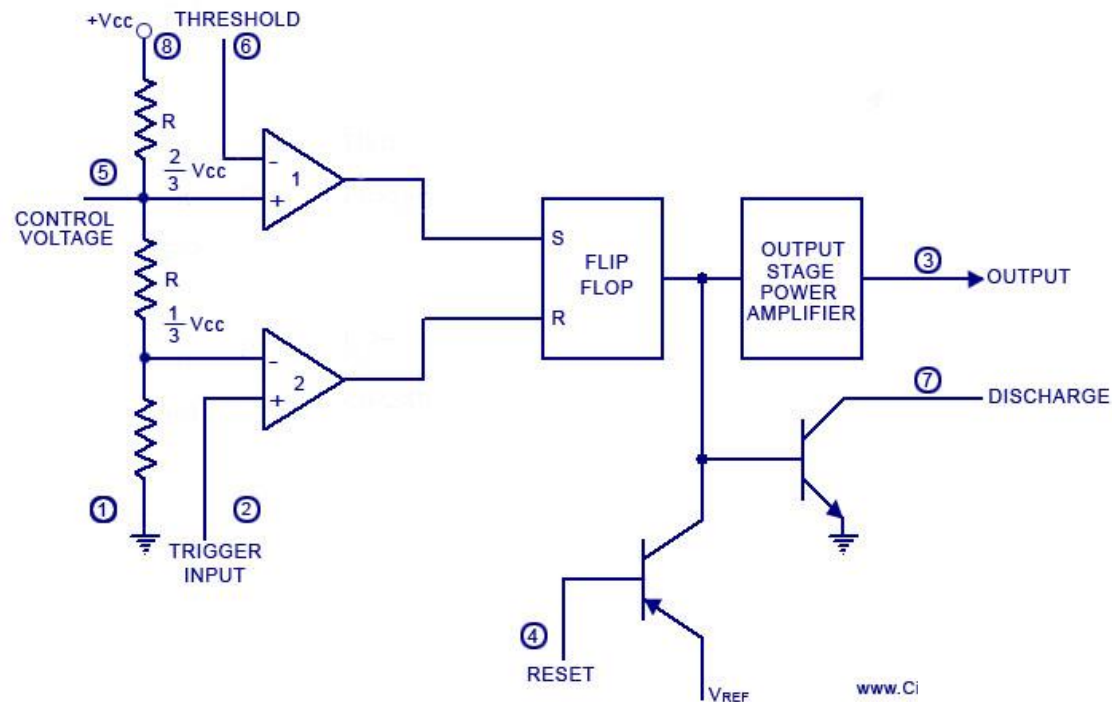 +Vcc
8
THRESHOLD
6
R
5
2/3 Vcc
-
1
+
CONTROL
VOLTAGE
S
FLIP
FLOP
R
OUTPUT
STAGE
POWER
AMPLIFIER
3
OUTPUT
R
1/3 Vcc
-
2
+
7
DISCHARGE
1
2
TRIGGER
INPUT
4
RESET
VREF
www.Ci